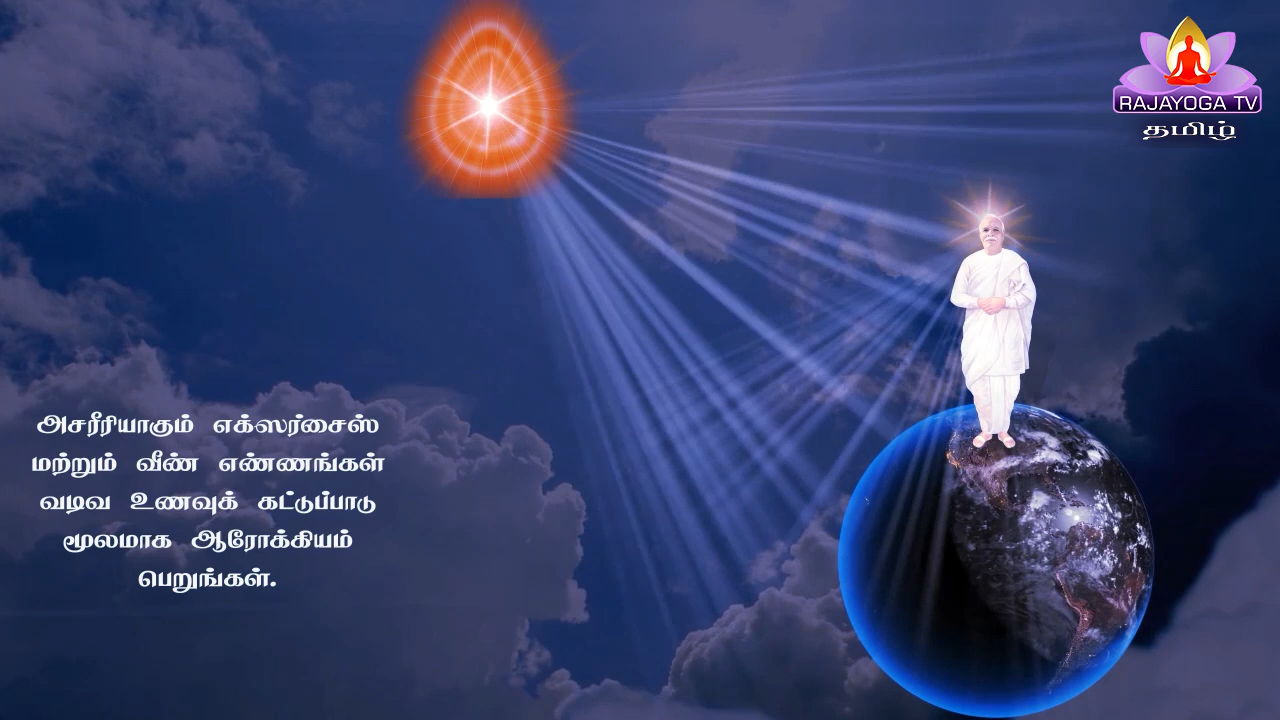 RAJAYOGA TV
தமிழ்
அசரீரியாகும் எக்ஸர்சைஸ்
மற்றும் வீண் எண்ணங்கள்
வடிவ உணவுக் கட்டுப்பாடு
மூலமாக ஆரோக்கியம்
பெறுங்கள்.